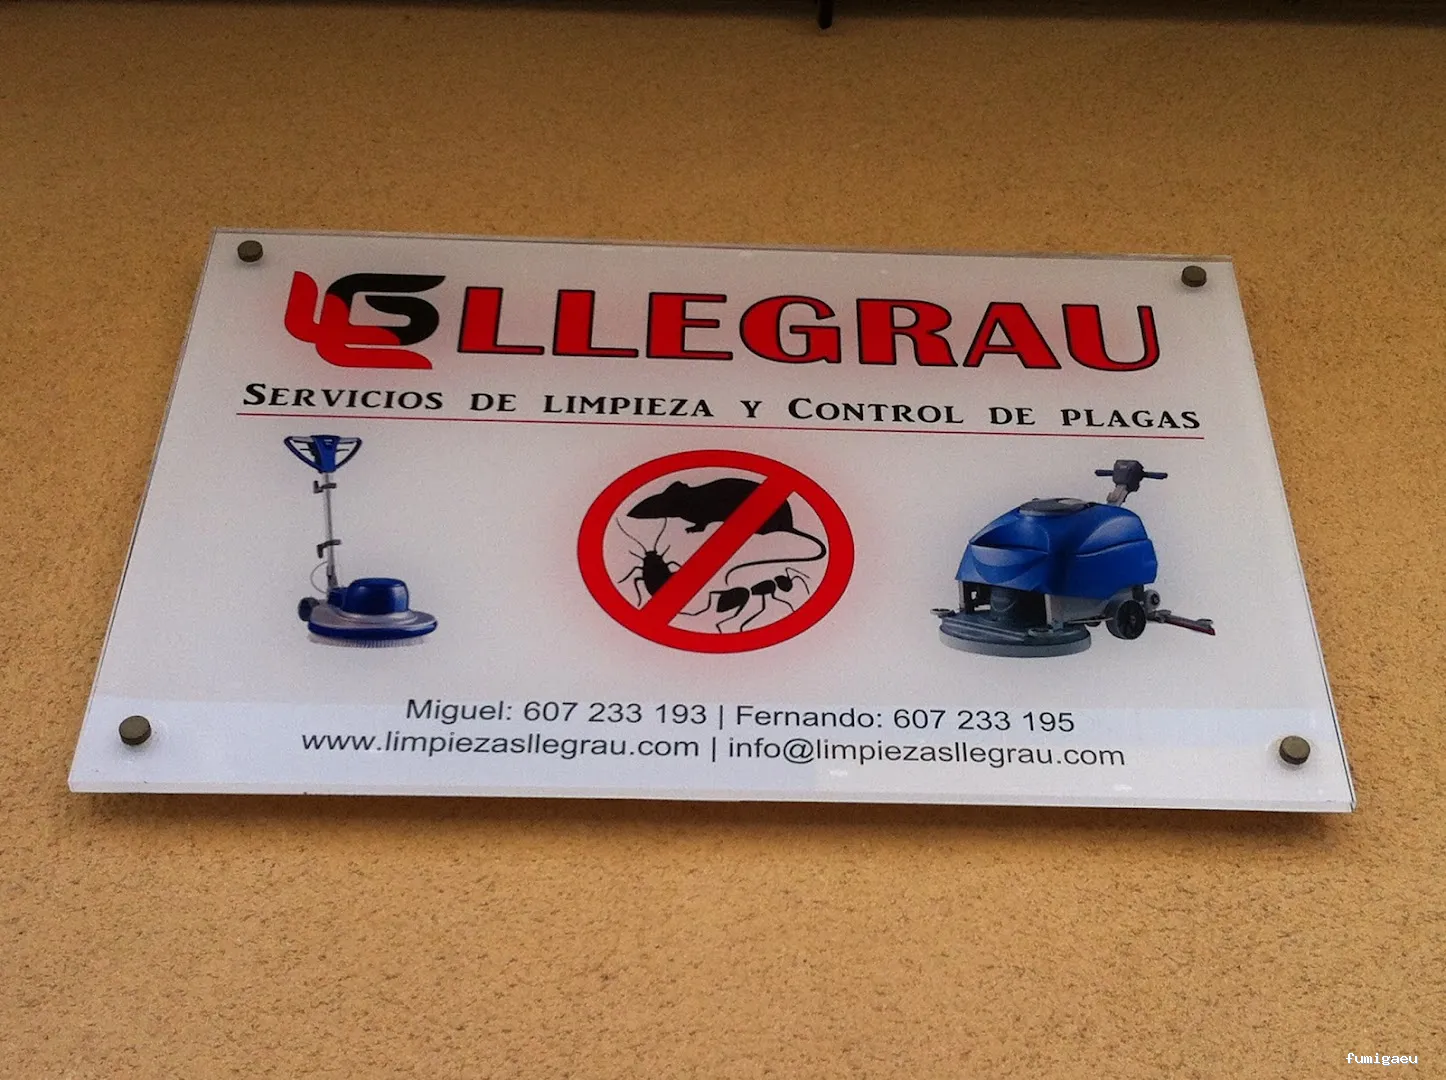 LLEGRAU
Servicios de limpieza y Control de plagas
Miguel: 607 233 193 | Fernando: 607 233 195
www.limpiezasllegrau.com | info@limpiezasllegrau.com
fumigaeu